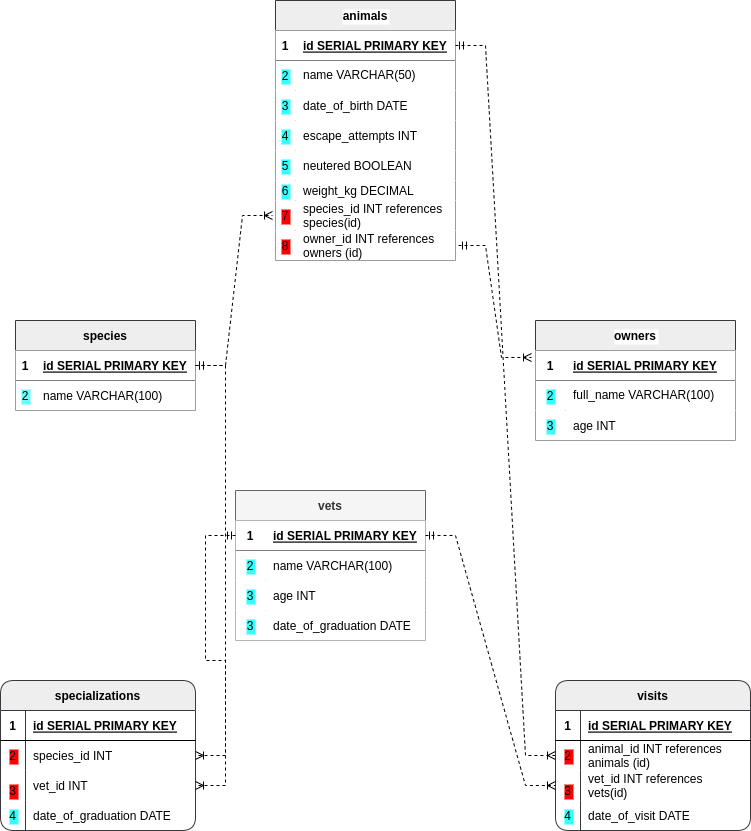 animals
1 id SERIAL PRIMARY KEY
2 name VARCHAR(50)
3 date_of_birth DATE
4 escape_attempts INT
5 neutered BOOLEAN
6 weight_kg DECIMAL
7 species_id INT references
species(id)
8 owner_id INT references
owners (id)
species
1 id SERIAL PRIMARY KEY
2 name VARCHAR(100)
owners
1 id SERIAL PRIMARY KEY
2 full_name VARCHAR(100)
3 age INT
vets
1 id SERIAL PRIMARY KEY
2 name VARCHAR(100)
3 age INT
3 date_of_graduation DATE
specializations
1 id SERIAL PRIMARY KEY
2 species_id INT
3 vet_id INT
4 date_of_graduation DATE
visits
1 id SERIAL PRIMARY KEY
2 animal_id INT references
animals (id)
3 vet_id INT references
vets(id)
4 date_of_visit DATE